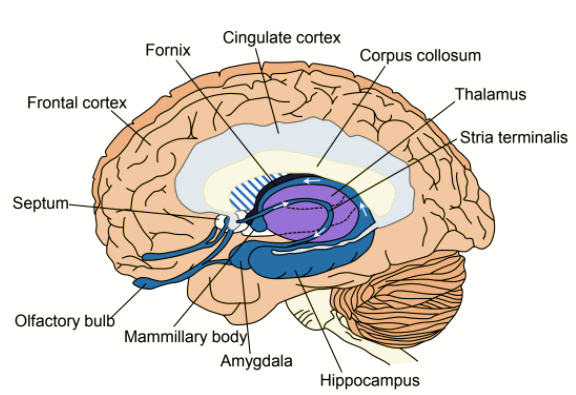 Cingulate cortex
Fornix
Corpus collosum
Thalamus
Frontal cortex
Stria terminalis
Septum
Olfactory bulb
Mammillary body
Amygdala
Hippocampus